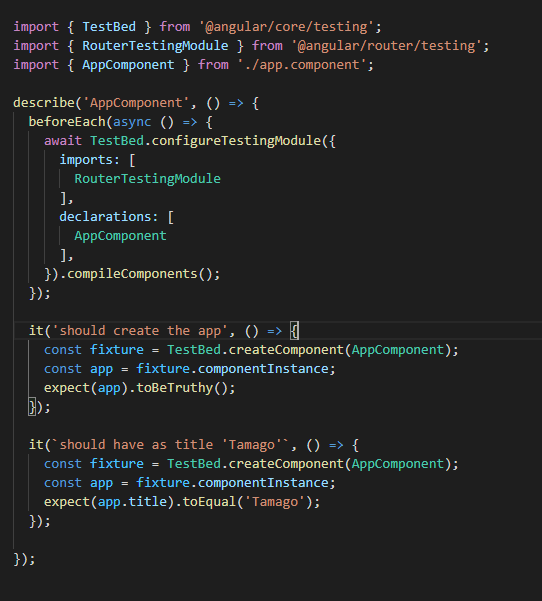 import { TestBed } from '@angular/core/testing';
import { RouterTestingModule } from '@angular/router/testing';
import { AppComponent } from './app.component';

describe('AppComponent', () => {
  beforeEach(async () => {
    await TestBed.configureTestingModule({
      imports: [
        RouterTestingModule
      ],
      declarations: [
        AppComponent
      ],
    }).compileComponents();
  });

  it('should create the app', () => {
    const fixture = TestBed.createComponent(AppComponent);
    const app = fixture.componentInstance;
    expect(app).toBeTruthy();
  });

  it(`should have as title 'Tamago'`, () => {
    const fixture = TestBed.createComponent(AppComponent);
    const app = fixture.componentInstance;
    expect(app.title).toEqual('Tamago');
  });

});